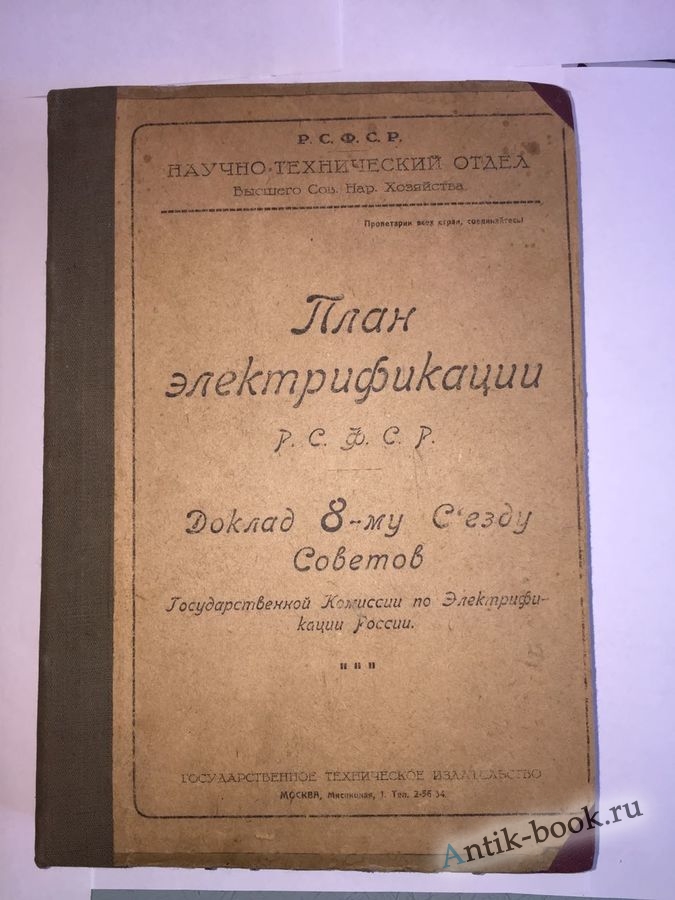 Р. С. Ф. С. Р.
НАУЧНО-ТЕХНИЧЕСКИЙ ОТДЕЛ
Высшего Сов. Нар. Хозяйства.
Пролетарии всех стран, соединяйтесь!
План
электрификации
Р. С. Ф. С. Р.
Доклад 8-му С'езду
Советов
Государственной Комиссии по Электрифи-
кации России.
ГОСУДАРСТВЕННОЕ ТЕХНИЧЕСКОЕ ИЗДАТЕЛЬСТВО
МОСКВА, Мясницкая, 1. Тел. 2-56 34.
Antik-book.ru